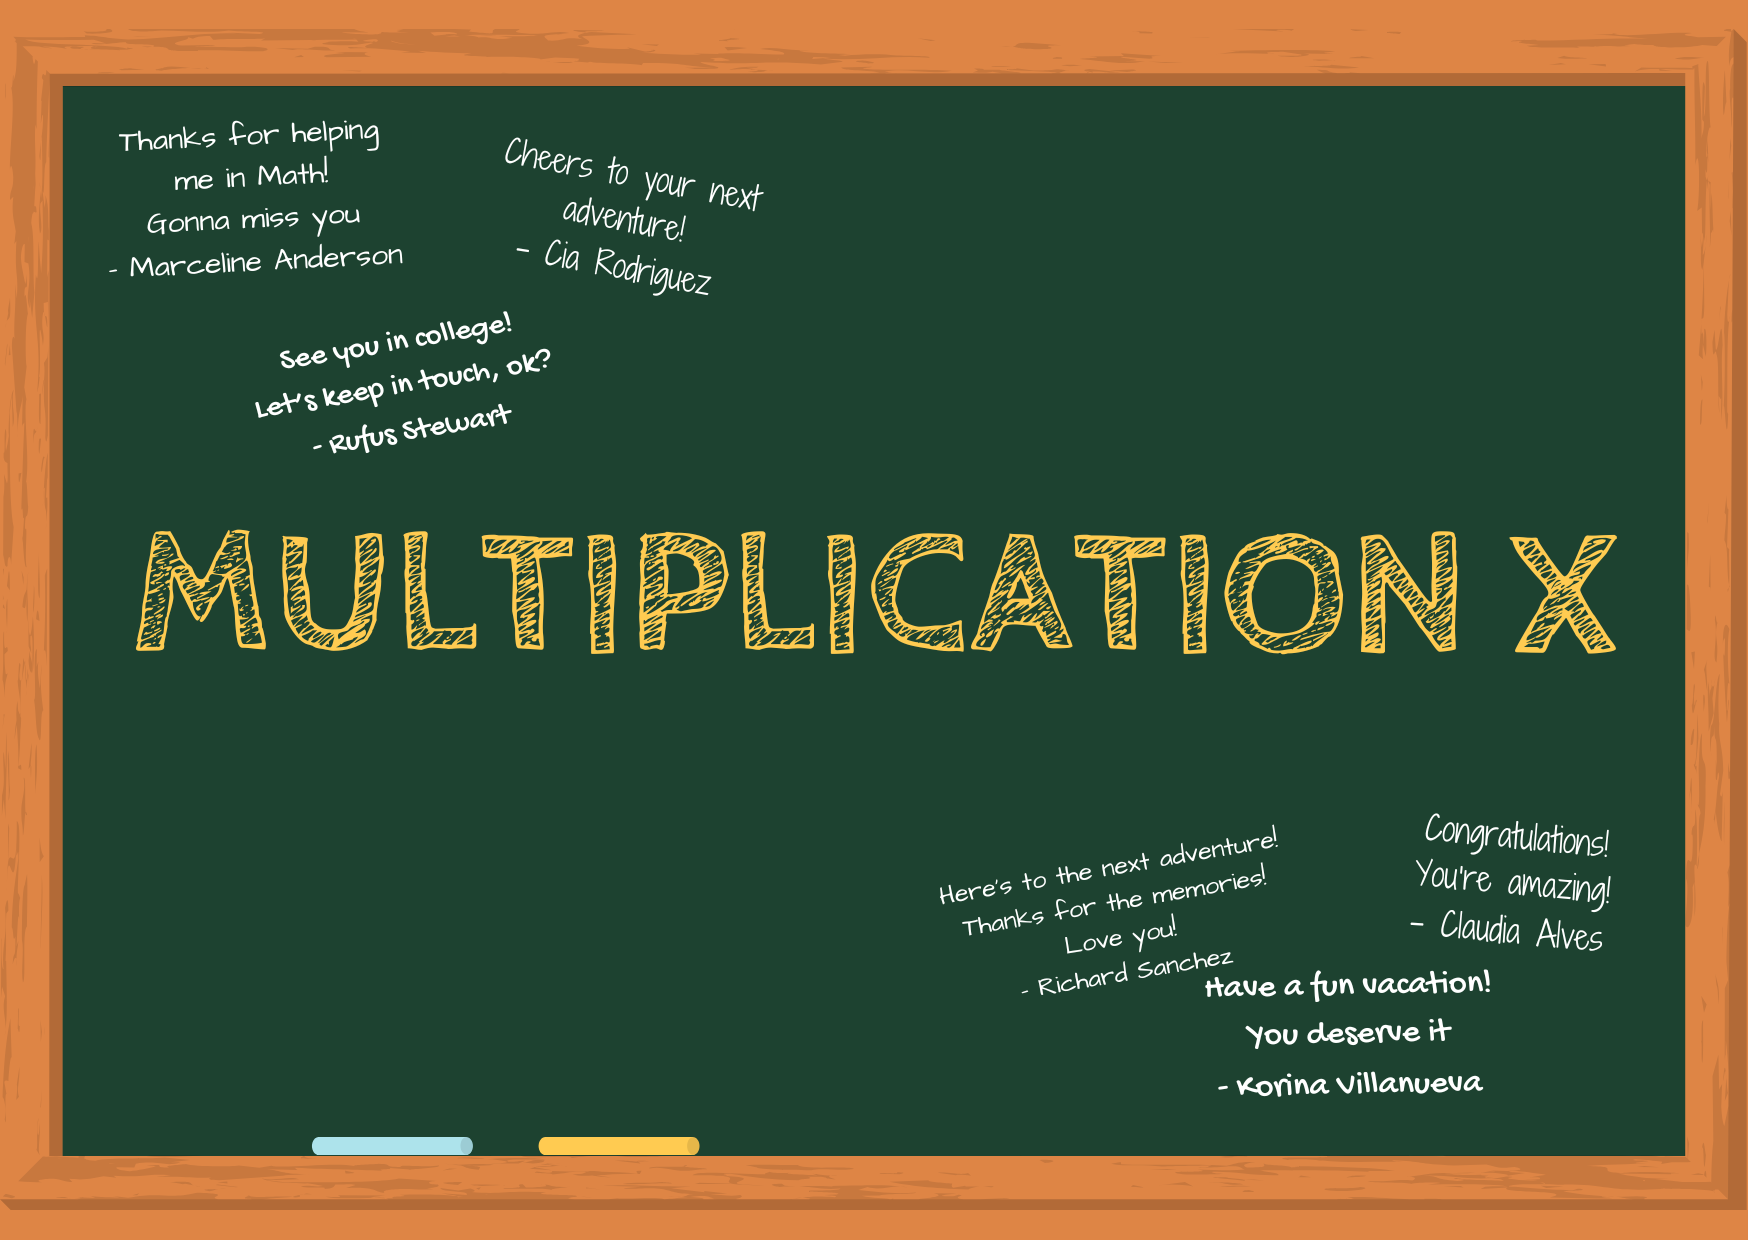 Thanks for helping
me in Math!
Gonna miss you
- Marceline Anderson
Cheers to your next
adventure!
- Cia Rodriguez
See you in college!
Let's keep in touch, ok?
- Rufus Stewart
MULTIPLICATION X
Here's to the next adventure!
Thanks for the memories!
Love you!
- Richard Sanchez
Congratulations!
You're amazing!
- Claudia Alves
Have a fun vacation!
You deserve it
- Korina Villanueva